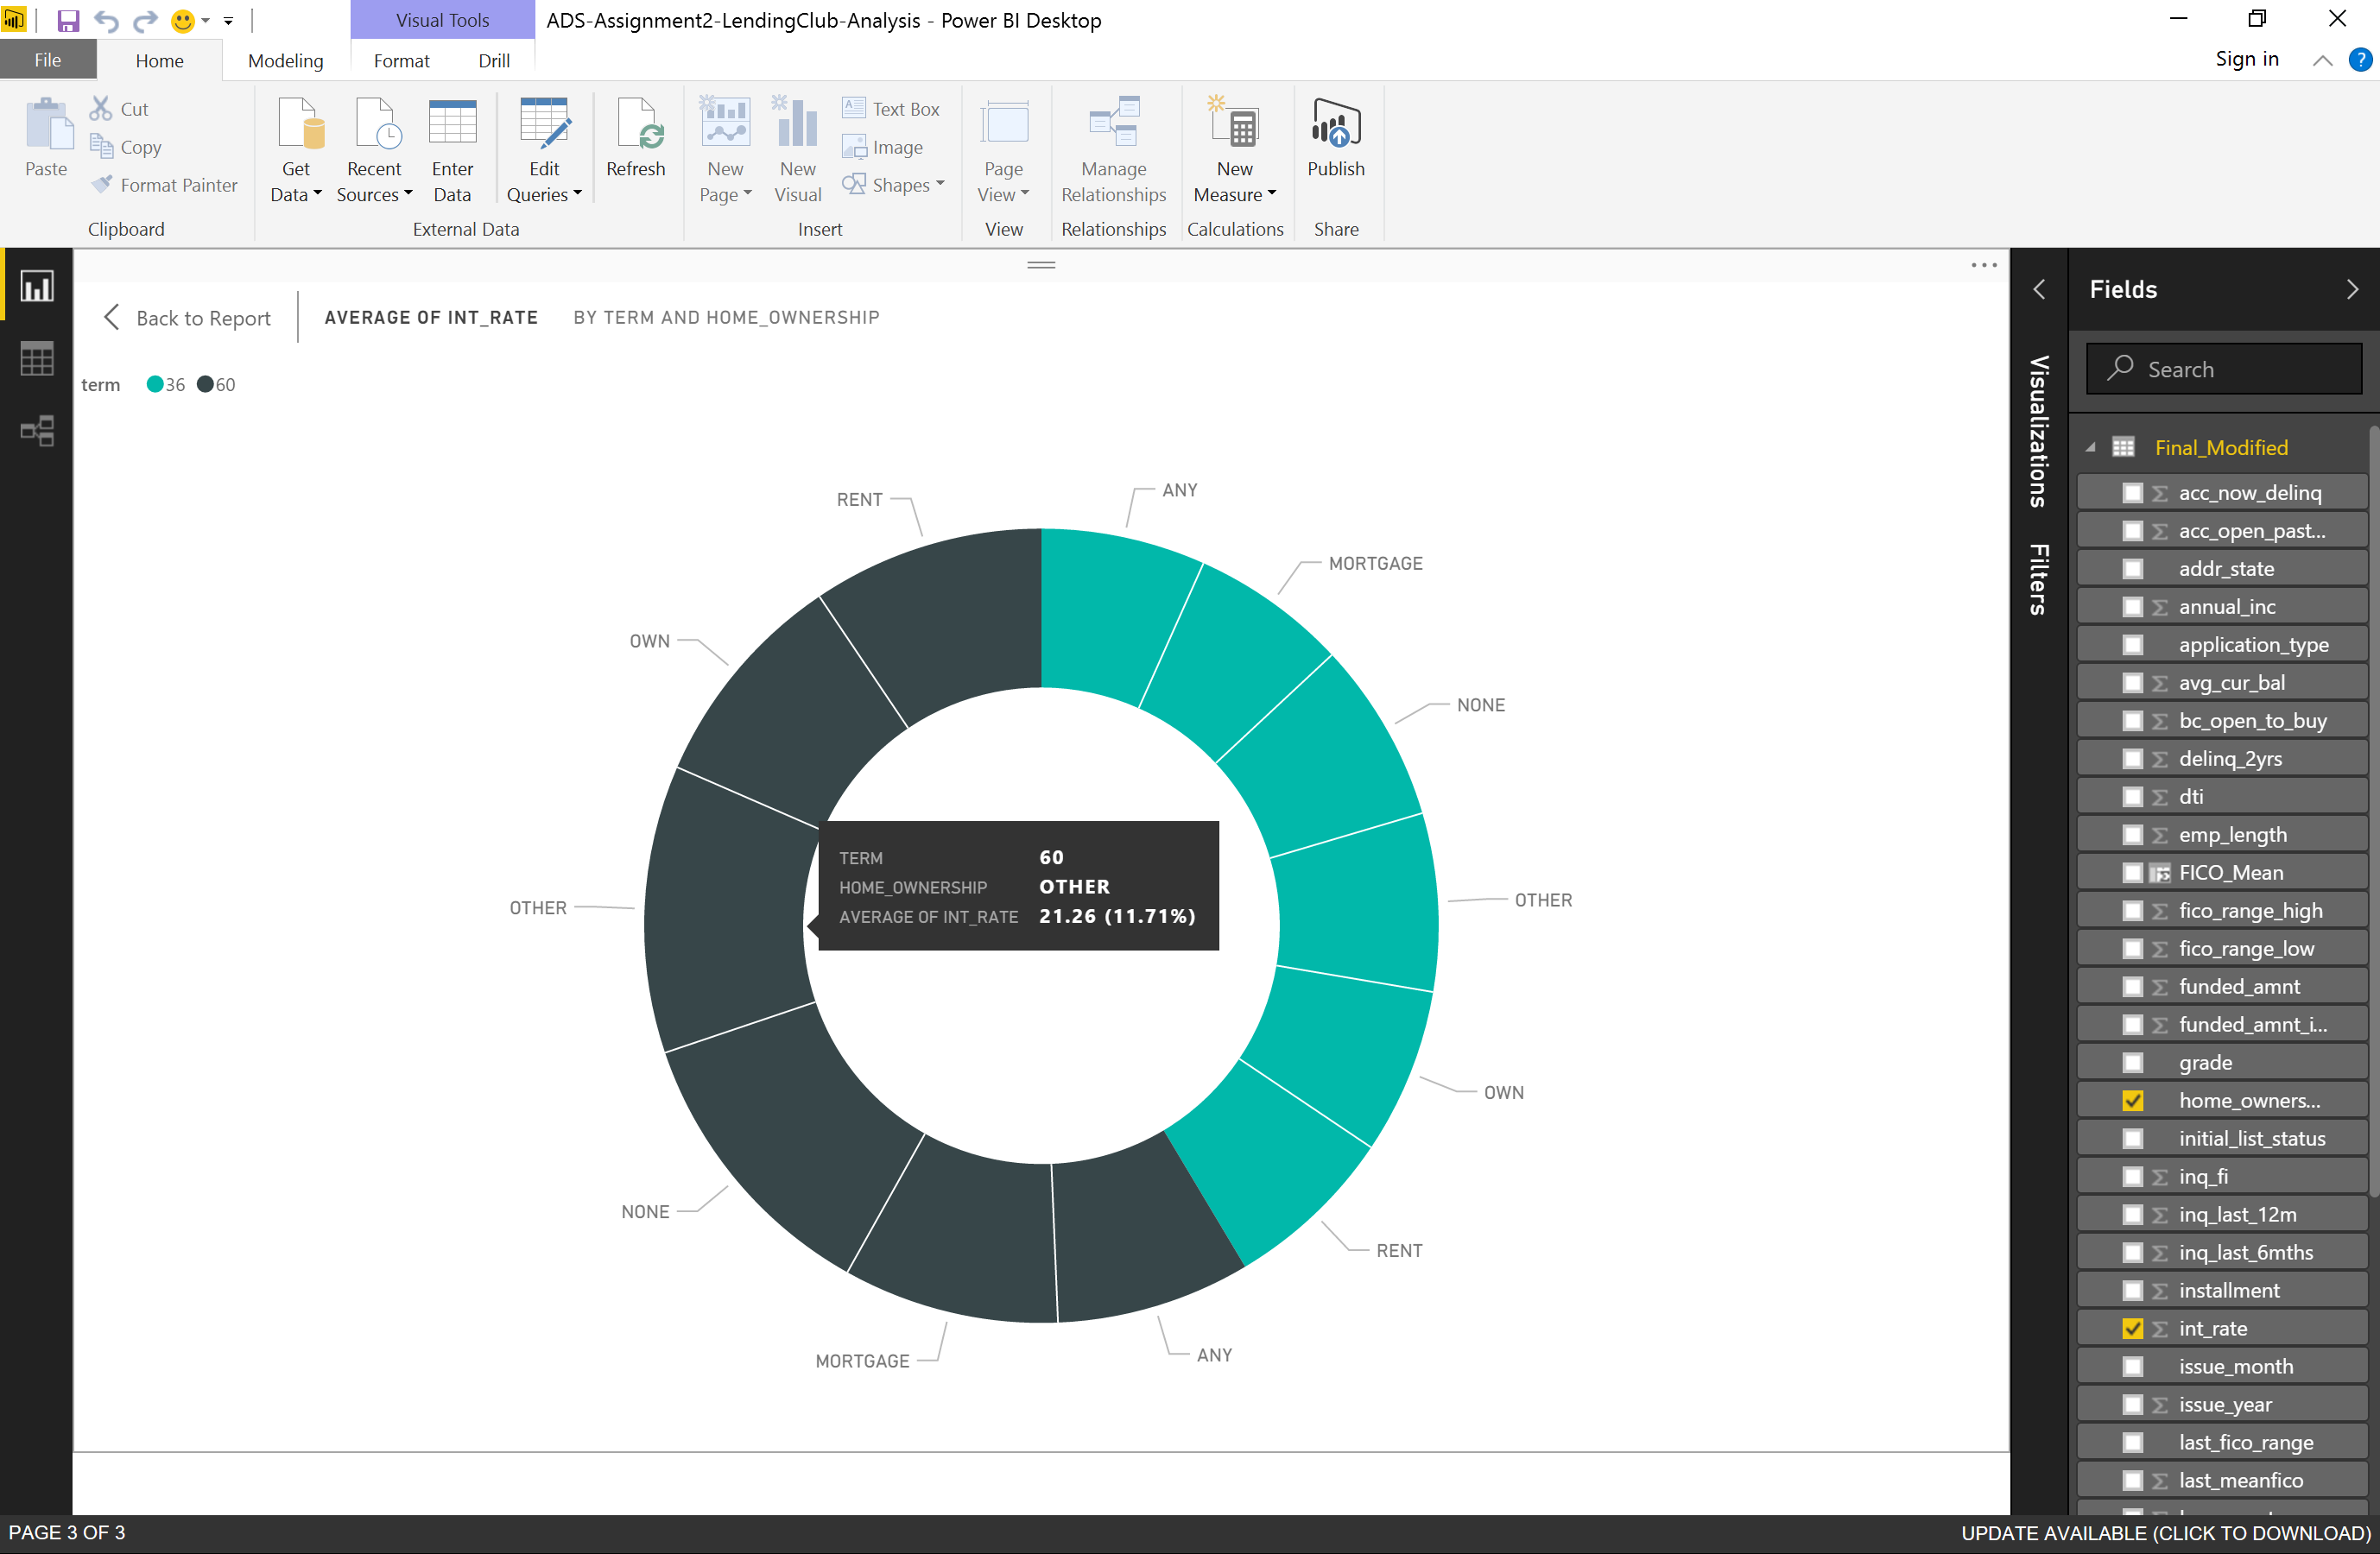 Visual Tools
ADS-Assignment2-LendingClub-Analysis - Power BI Desktop
File
Home
Modeling
Format
Drill
Sign in
?
Paste
Cut
Copy
Format Painter
Clipboard
Get Data
Recent Sources
Enter Data
Edit Queries
Refresh
External Data
New Page
New Visual
Text Box
Image
Shapes
Insert
Page View
View
Manage Relationships
Relationships
New Measure
Calculations
Publish
Share
Back to Report
AVERAGE OF INT_RATE
BY TERM AND HOME_OWNERSHIP
term 36 60
RENT
ANY
MORTGAGE
OWN
NONE
OTHER
OTHER
OWN
NONE
RENT
MORTGAGE
ANY
TERM 60
HOME_OWNERSHIP OTHER
AVERAGE OF INT_RATE 21.26 (11.71%)
Visualizations
Filters
Fields
Search
Final_Modified
acc_now_delinq
acc_open_past...
addr_state
annual_inc
application_type
avg_cur_bal
bc_open_to_buy
delinq_2yrs
dti
emp_length
FICO_Mean
fico_range_high
fico_range_low
funded_amnt
funded_amnt_i...
grade
home_owners...
initial_list_status
inq_fi
inq_last_12m
inq_last_6mths
installment
int_rate
issue_month
issue_year
last_fico_range
last_meanfico
PAGE 3 OF 3
UPDATE AVAILABLE (CLICK TO DOWNLOAD)